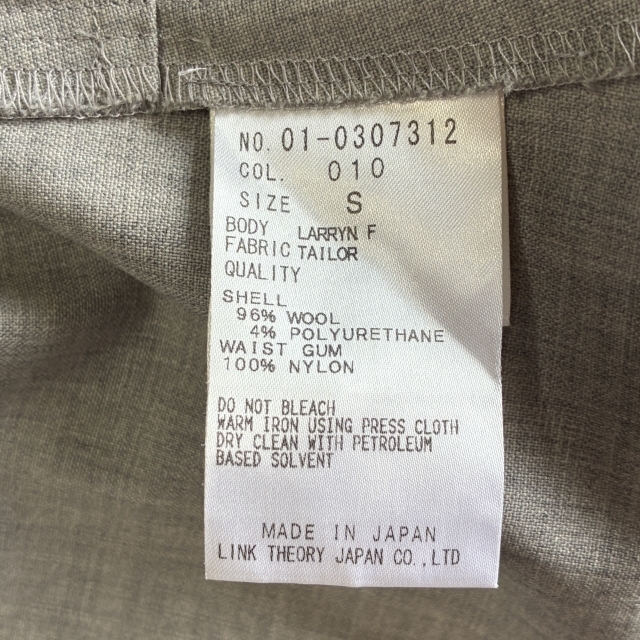 NO. 01-0307312
COL. 010
SIZE S
BODY LARRYN F
FABRIC TAILOR
QUALITY
SHELL
96% WOOL
4% POLYURETHANE
WAIST GUM
100% NYLON
DO NOT BLEACH
WARM IRON USING PRESS CLOTH
DRY CLEAN WITH PETROLEUM
BASED SOLVENT
MADE IN JAPAN
LINK THEORY JAPAN CO.,LTD